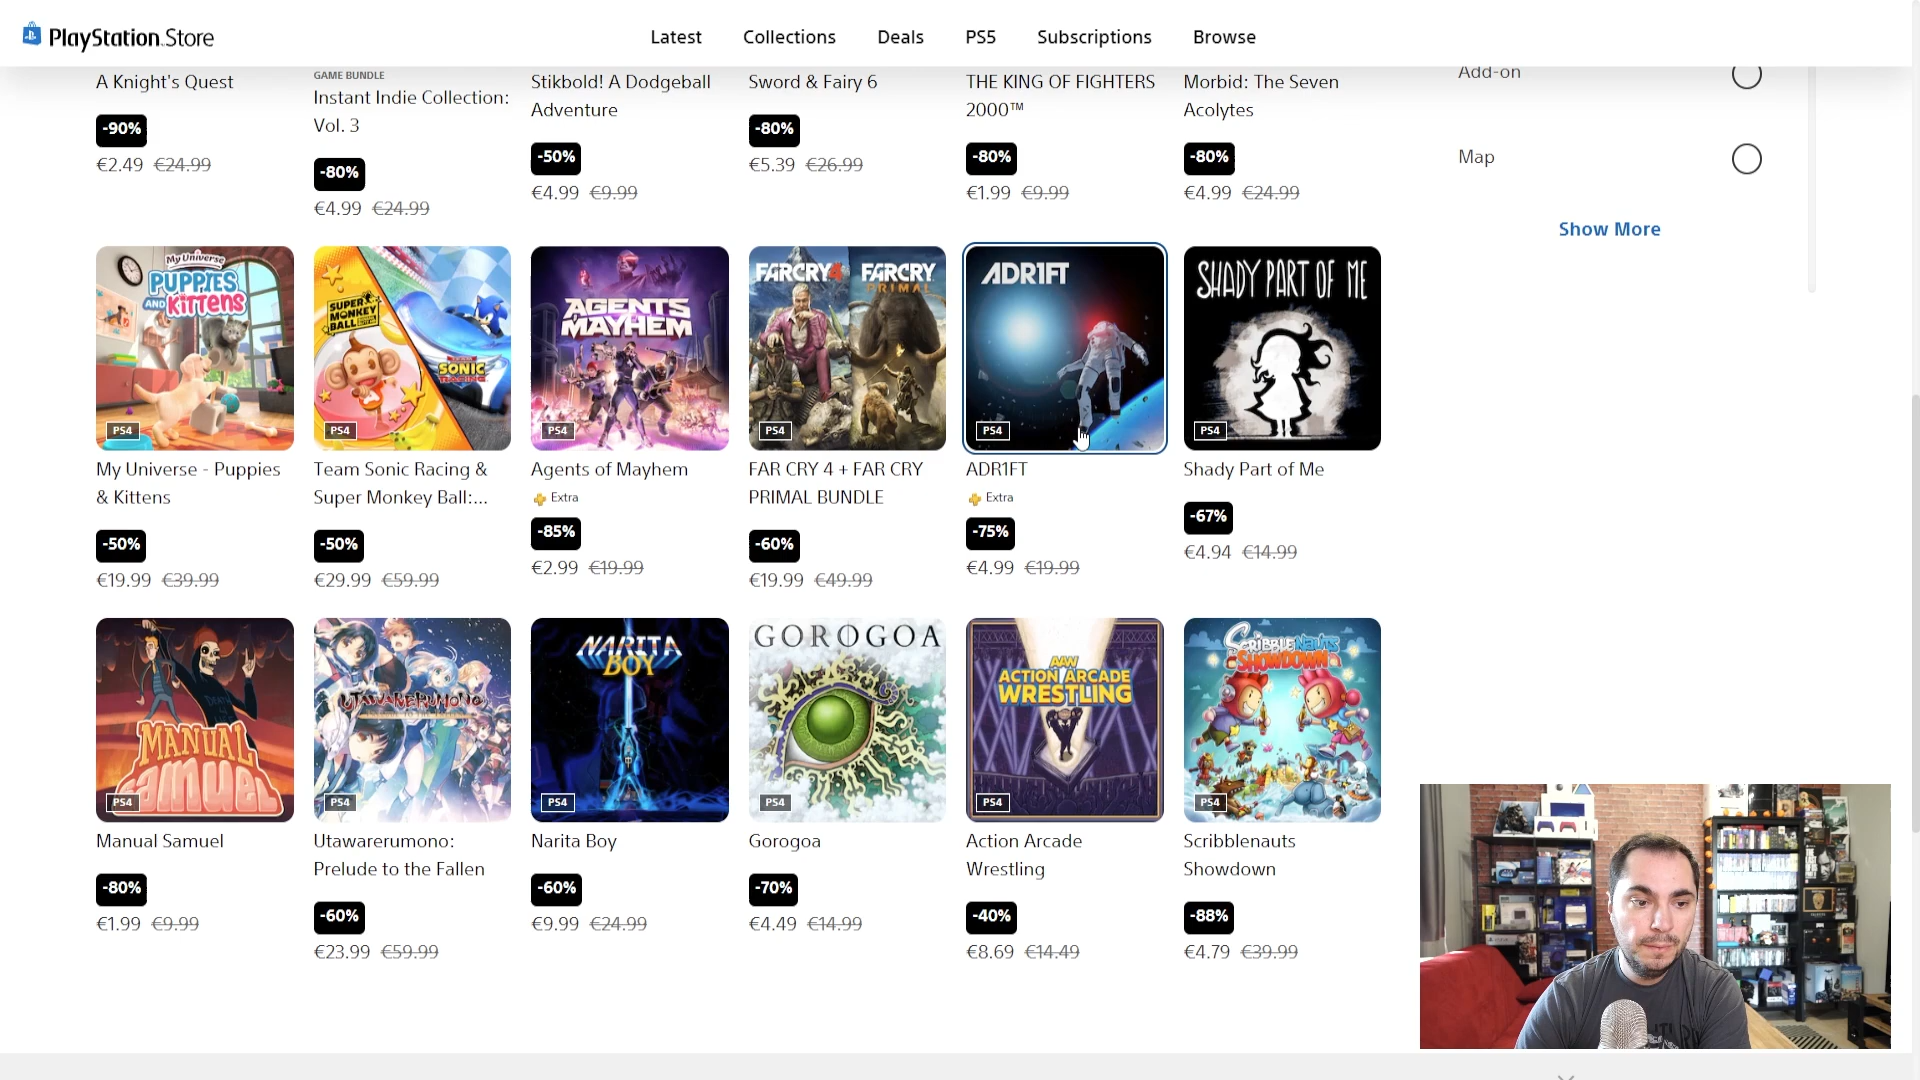 PlayStation Store
Latest
Collections
Deals
PS5
Subscriptions
Browse
A Knight's Quest
-90%
€2.49 €24.99
GAME BUNDLE
Instant Indie Collection:
Vol. 3
-80%
€4.99 €24.99
Stikbold! A Dodgeball
Adventure
-50%
€4.99 €9.99
Sword & Fairy 6
-80%
€5.39 €26.99
THE KING OF FIGHTERS
2000™
-80%
€1.99 €9.99
Morbid: The Seven
Acolytes
-80%
€4.99 €24.99
Add-on
Map
Show More
My Universe
PUPPIES
AND KITTENS
PS4
My Universe - Puppies
& Kittens
-50%
€19.99 €39.99
SUPER
MONKEY
BALL
TEAM
SONIC
RACING
PS4
Team Sonic Racing &
Super Monkey Ball:...
-50%
€29.99 €59.99
AGENTS
OF
MAYHEM
PS4
Agents of Mayhem
Extra
-85%
€2.99 €19.99
FARCRY4
FARCRY
PRIMAL
PS4
FAR CRY 4 + FAR CRY
PRIMAL BUNDLE
-60%
€19.99 €49.99
ADR1FT
PS4
ADR1FT
Extra
-75%
€4.99 €19.99
SHADY PART OF ME
PS4
Shady Part of Me
-67%
€4.94 €14.99
MANUAL
SAMUEL
PS4
Manual Samuel
-80%
€1.99 €9.99
UTAWARERUMONO
PS4
Utawarerumono:
Prelude to the Fallen
-60%
€23.99 €59.99
NARITA
BOY
PS4
Narita Boy
-60%
€9.99 €24.99
GOROGOA
PS4
Gorogoa
-70%
€4.49 €14.99
AAW
ACTION ARCADE
WRESTLING
PS4
Action Arcade
Wrestling
-40%
€8.69 €14.49
SCRIBBLENAUTS
SHOWDOWN
PS4
Scribblenauts
Showdown
-88%
€4.79 €39.99